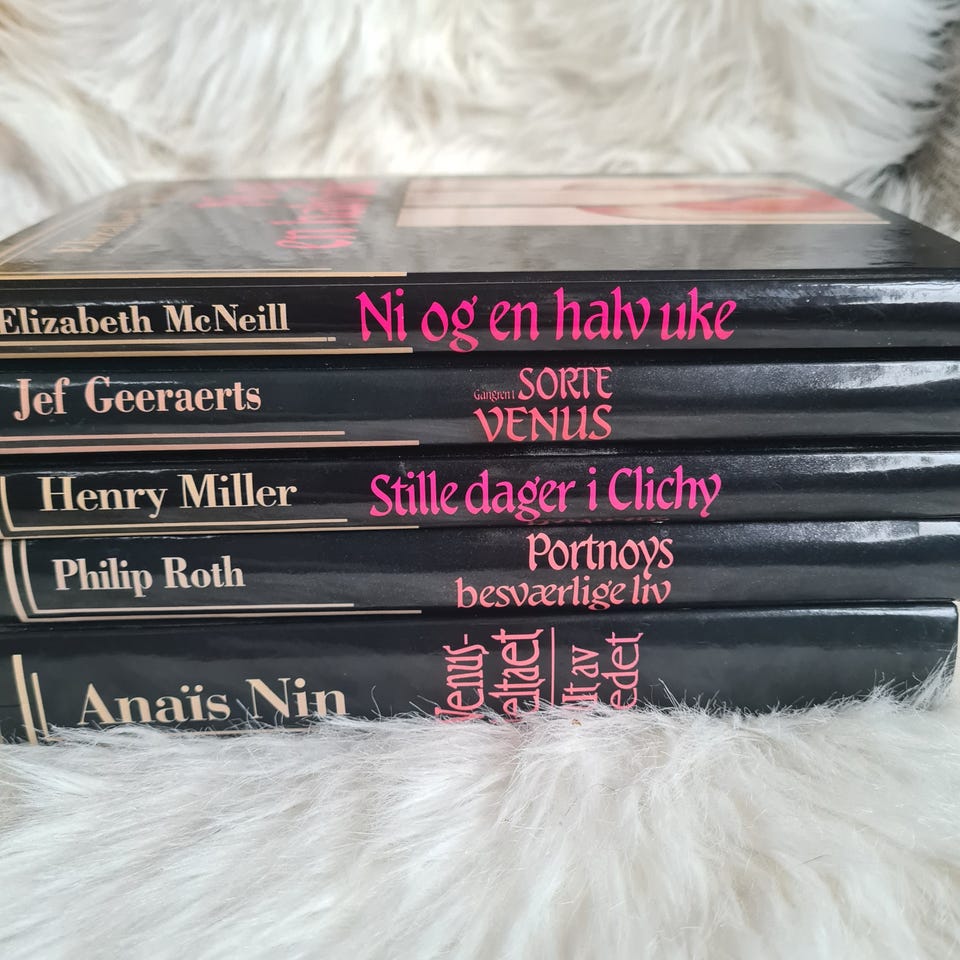 Elizabeth McNeill Ni og en halv uke
Jef Geeraerts Gangren I SORTE
VENUS
Henry Miller Stille dager i Clichy
Philip Roth Portnoys
besværlige liv
Anaïs Nin